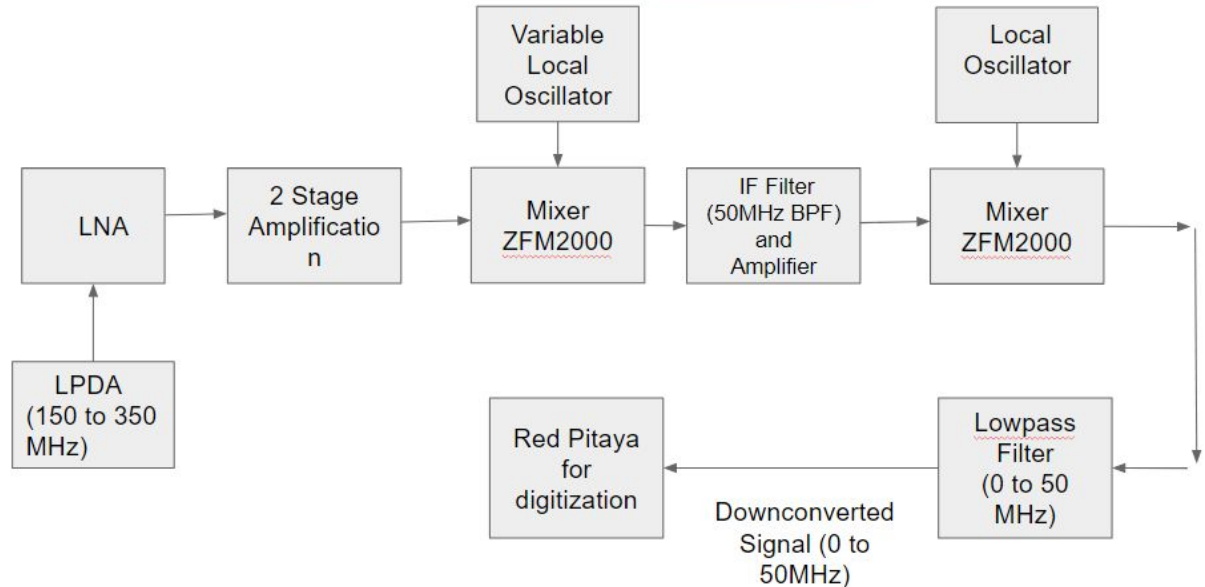 Variable
Local
Oscillator
Local
Oscillator
LNA
2 Stage
Amplificatio
n
Mixer
ZFM2000
IF Filter
(50MHz BPF)
and
Amplifier
Mixer
ZFM2000
LPDA
(150 to 350
MHz)
Red Pitaya
for
digitization
Lowpass
Filter
(0 to 50
MHz)
Downconverted
Signal (0 to
50MHz)